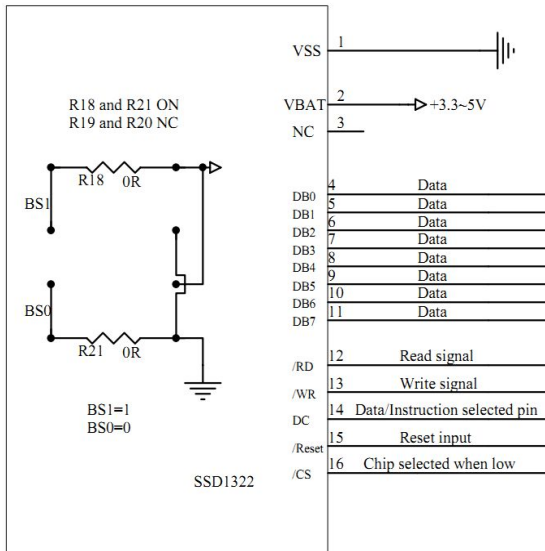 VSS 1
VBAT 2 +3.3~5V
NC 3
R18 and R21 ON
R19 and R20 NC
R18 0R
BS1
BS0
R21 0R
BS1=1
BS0=0
SSD1322
DB0 4 Data
DB1 5 Data
DB2 6 Data
DB3 7 Data
DB4 8 Data
DB5 9 Data
DB6 10 Data
DB7 11 Data
/RD 12 Read signal
/WR 13 Write signal
DC 14 Data/Instruction selected pin
/Reset 15 Reset input
/CS 16 Chip selected when low